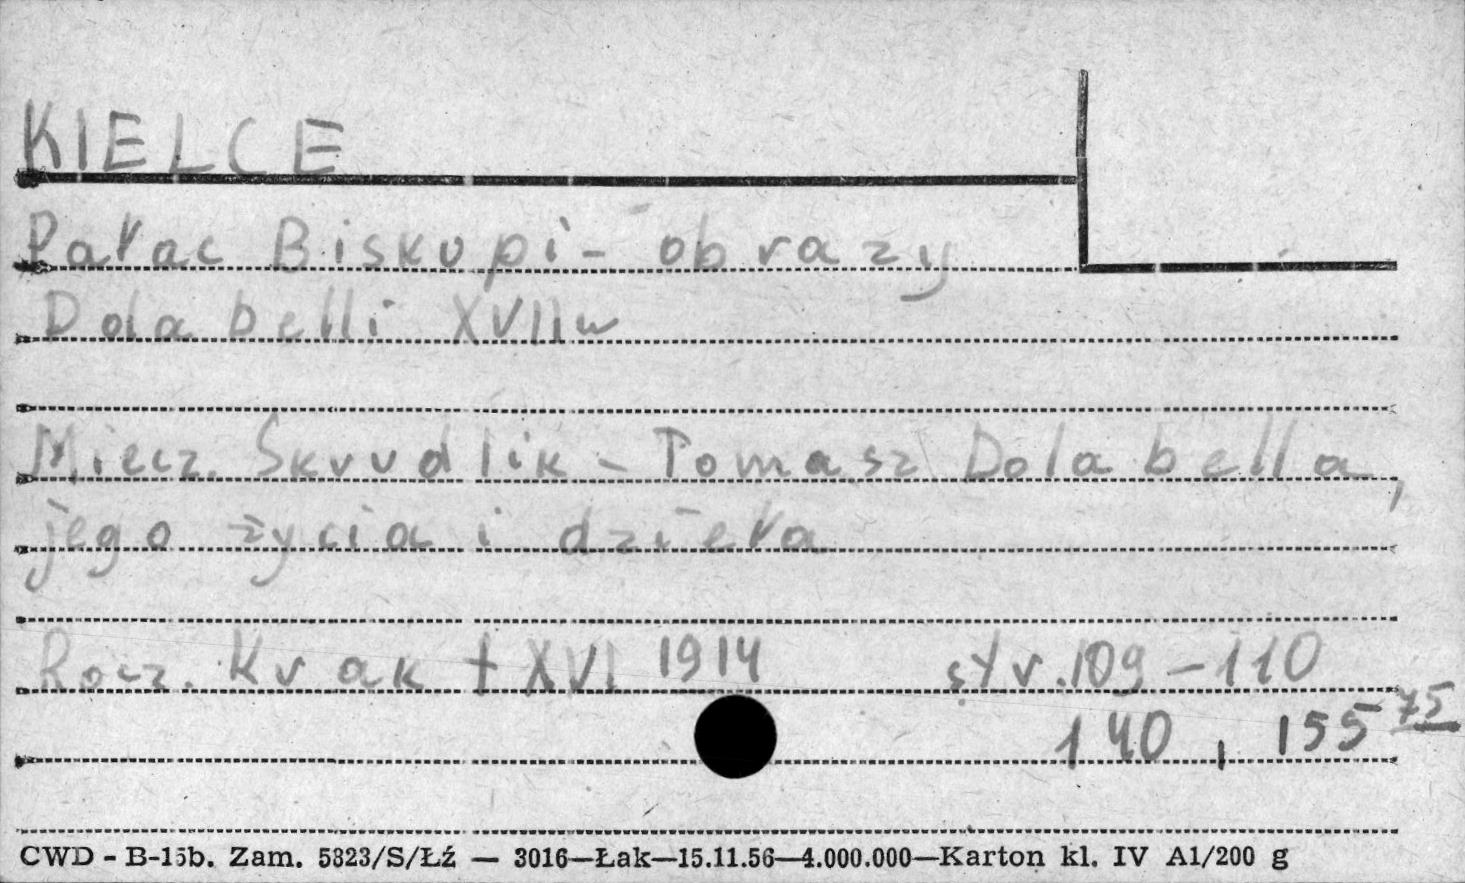 KIELCE
Pałac Biskupi - obrazy
Dolabelli XVII w
Miecz. Skrudlik - Tomasz Dolabella,
jego życia i dzieła
Rocz. Krak t XVI 1914 str. 109 - 110
140, 155 75
CWD - B-15b. Zam. 5823/S/Łź — 3016—Łak—15.11.56—4.000.000—Karton kl. IV A1/200 g